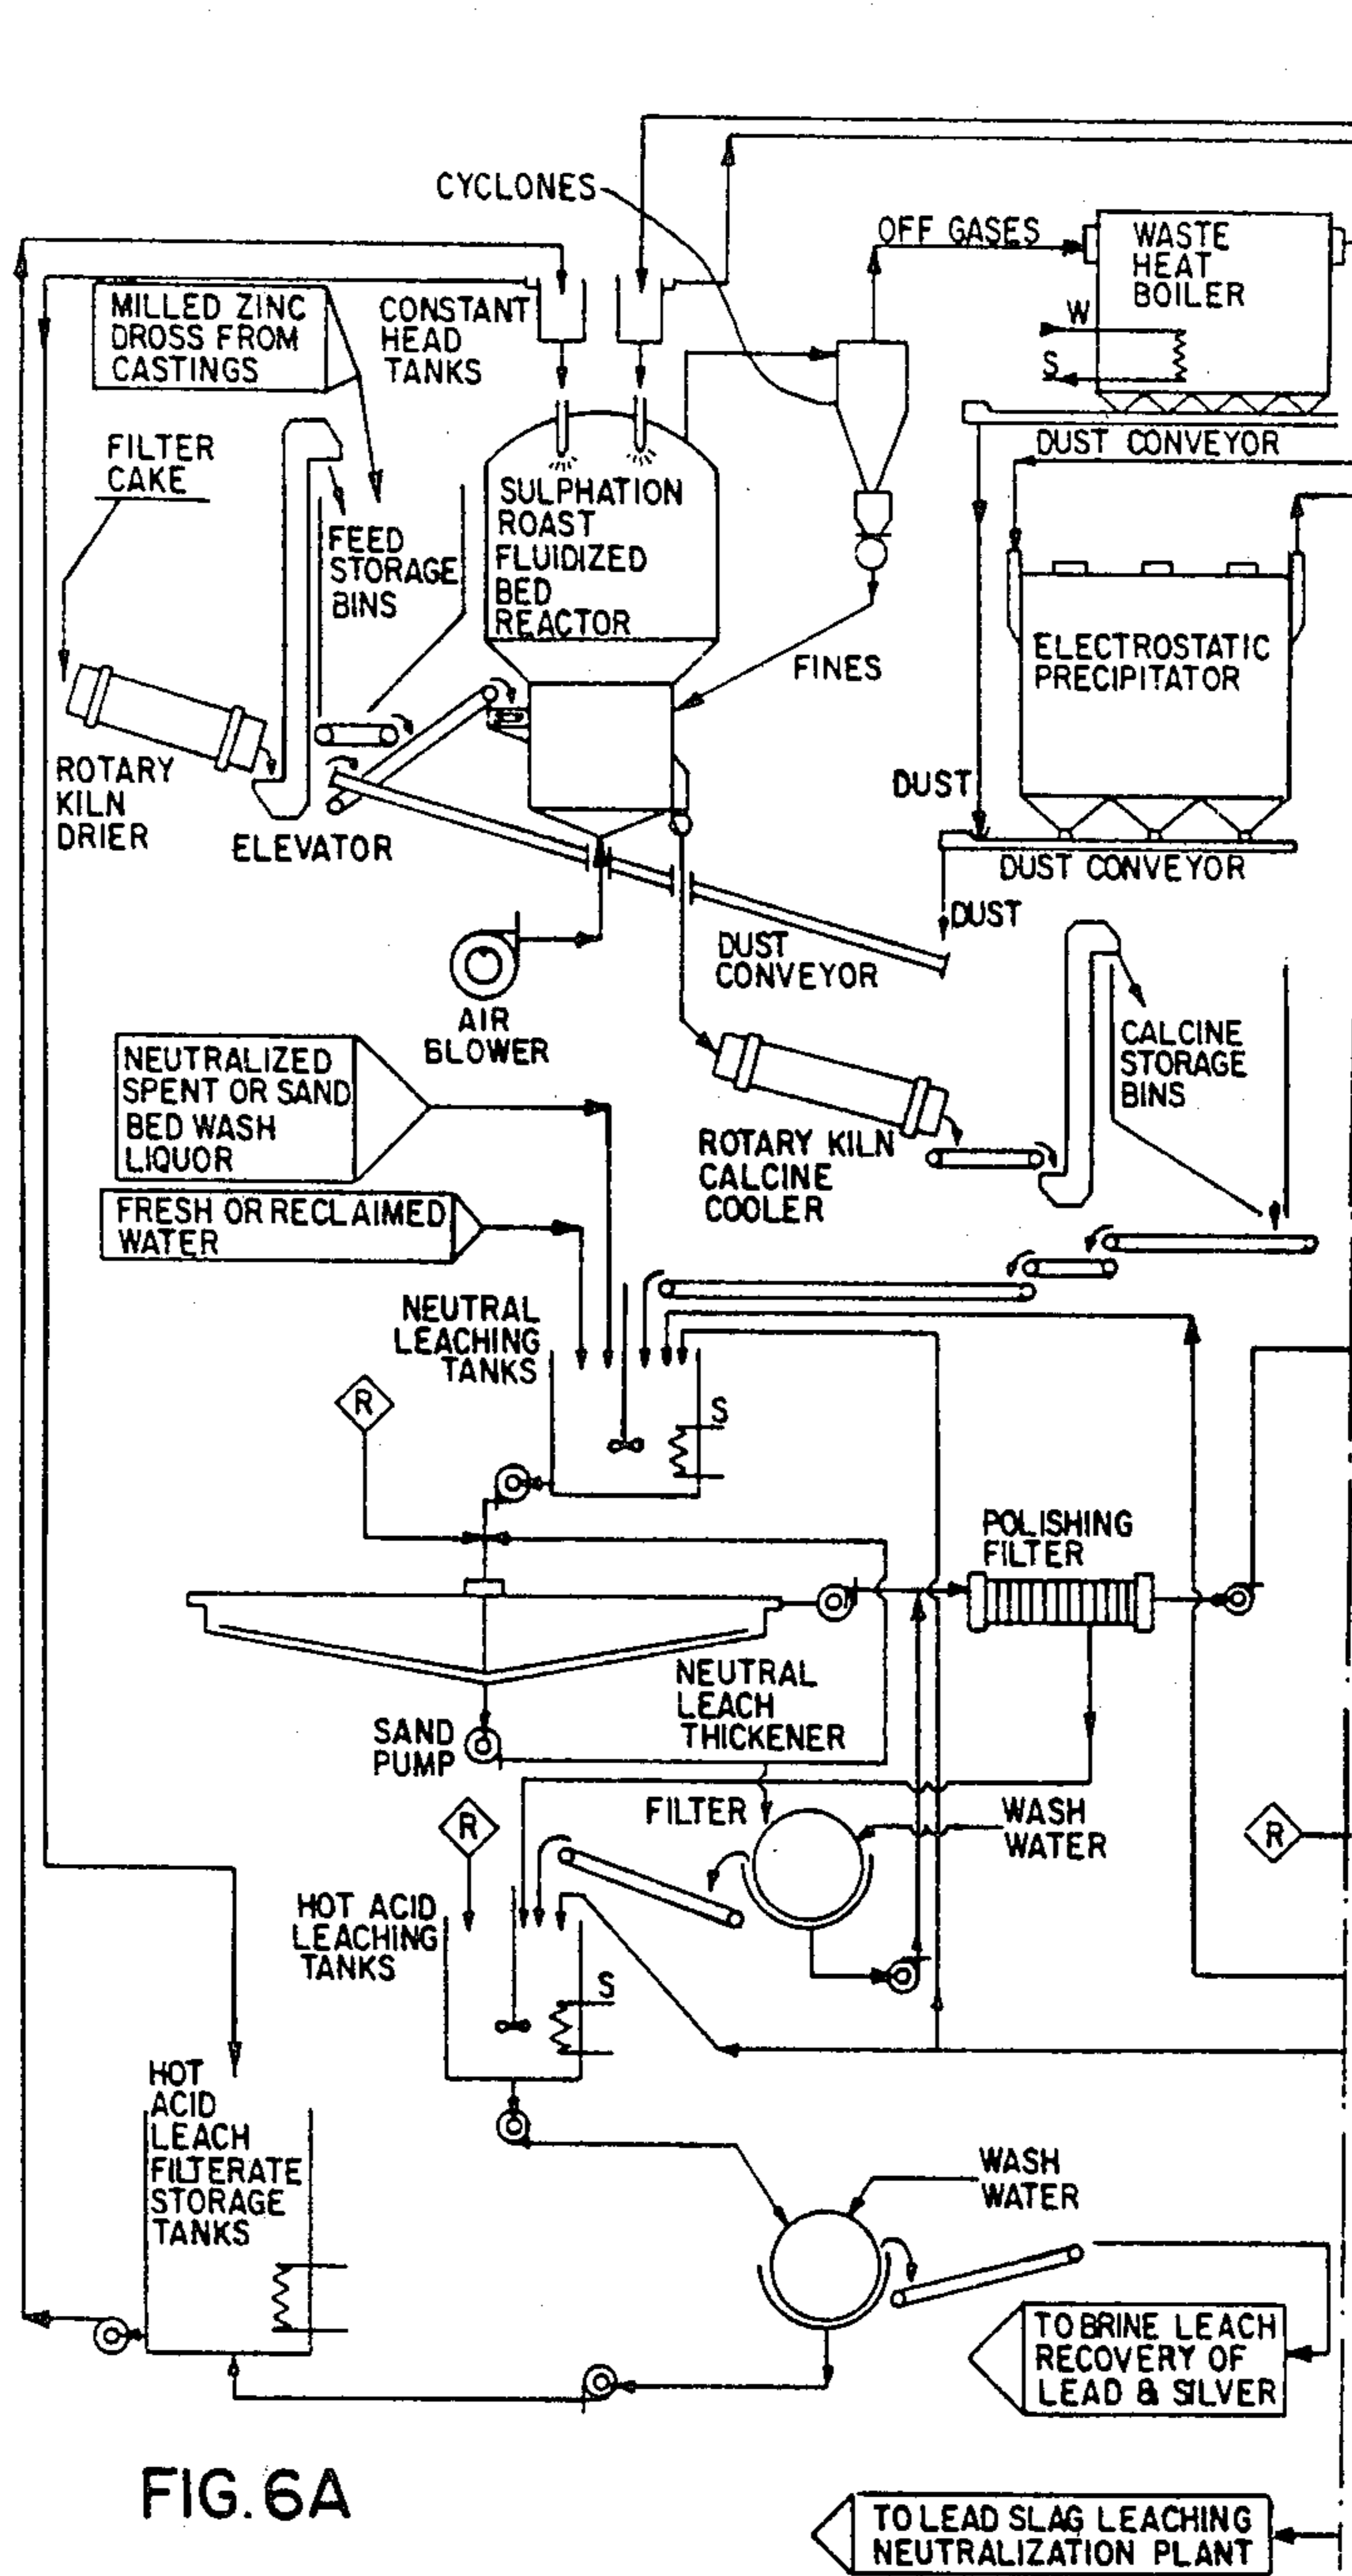 CYCLONES
OFF GASES
WASTE
HEAT
BOILER
W
S
MILLED ZINC
DROSS FROM
CASTINGS
CONSTANT
HEAD
TANKS
DUST CONVEYOR
FILTER
CAKE
FEED
STORAGE
BINS
SULPHATION
ROAST
FLUIDIZED
BED
REACTOR
FINES
ELECTROSTATIC
PRECIPITATOR
ROTARY
KILN
DRIER
ELEVATOR
DUST
DUST CONVEYOR
DUST
DUST
CONVEYOR
AIR
BLOWER
CALCINE
STORAGE
BINS
NEUTRALIZED
SPENT OR SAND
BED WASH
LIQUOR
ROTARY KILN
CALCINE
COOLER
FRESH OR RECLAIMED
WATER
NEUTRAL
LEACHING
TANKS
R
S
POLISHING
FILTER
NEUTRAL
LEACH
THICKENER
SAND
PUMP
R
FILTER
WASH
WATER
R
HOT ACID
LEACHING
TANKS
S
HOT
ACID
LEACH
FILTERATE
STORAGE
TANKS
WASH
WATER
TO BRINE LEACH
RECOVERY OF
LEAD & SILVER
FIG. 6A
TO LEAD SLAG LEACHING
NEUTRALIZATION PLANT